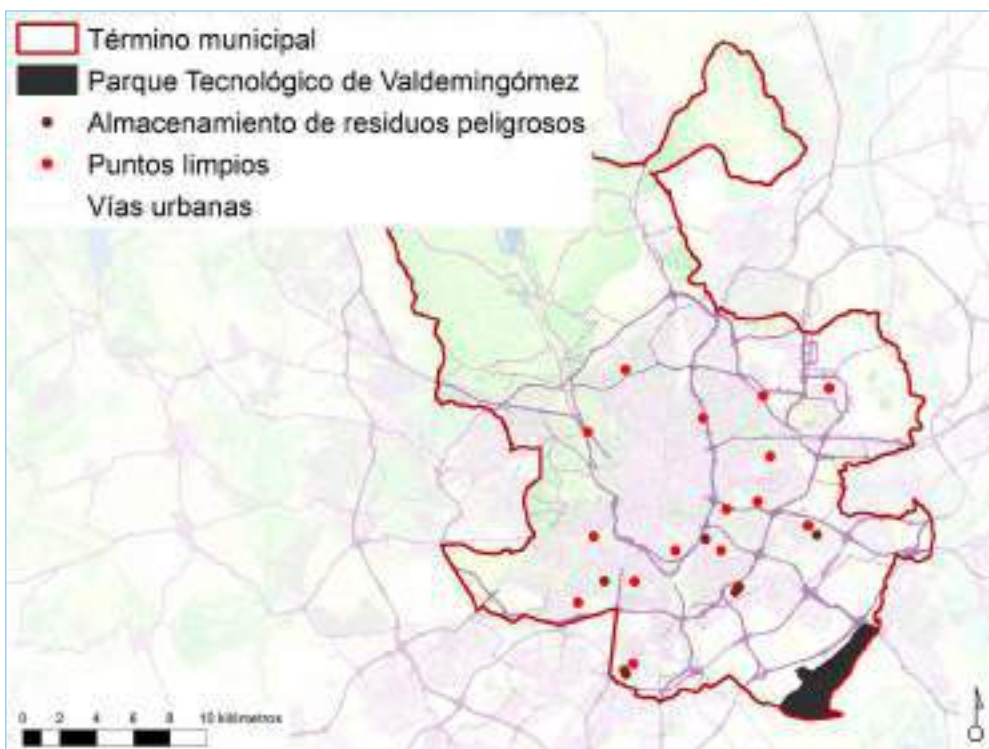 Término municipal
Parque Tecnológico de Valdemingómez
Almacenamiento de residuos peligrosos
Puntos limpios
Vías urbanas
0 2 4 6 8 10 kilómetros